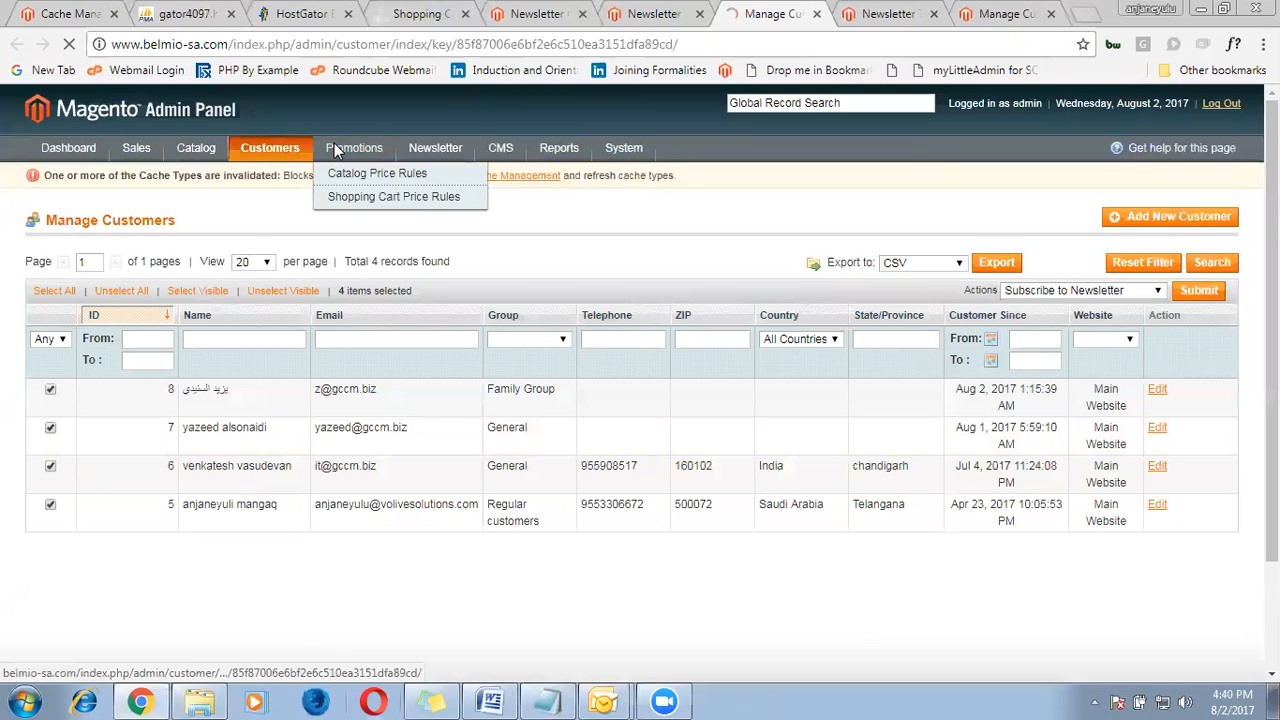 Cache Ma
gator4097.
HostGator
Shopping C
Newsletter
Newsletter
Manage Cu
Newsletter
Manage Cu
anjaneyulu
www.belmio-sa.com/index.php/admin/customer/index/key/85f87006e6bf2e6c510ea3151fa89cd/
New Tab
Webmail Login
PHP By Example
Roundcube Webmail
Induction and Orient
Joining Formalities
Drop me in Bookmar
myLittleAdmin for SQ
Other bookmarks
Magento Admin Panel
Global Record Search
Logged in as admin | Wednesday, August 2, 2017 | Log Out
Dashboard Sales Catalog Customers Promotions Newsletter CMS Reports System
Get help for this page
Catalog Price Rules
Shopping Cart Price Rules
One or more of the Cache Types are invalidated: Blocks
he Management and refresh cache types.
Manage Customers
Add New Customer
Page 1 of 1 pages | View 20 per page | Total 4 records found
Export to: CSV Export
Reset Filter Search
Select All | Unselect All | Select Visible | Unselect Visible | 4 items selected
Actions Subscribe to Newsletter Submit
ID Name Email Group Telephone ZIP Country State/Province Customer Since Website Action
Any From: All Countries From:
To : To :
8 يزيد السنيدي z@gccm.biz Family Group Aug 2, 2017 1:15:39 AM Main Website Edit
7 yazeed alsonaidi yazeed@gccm.biz General Aug 1, 2017 5:59:10 AM Main Website Edit
6 venkatesh vasudevan it@gccm.biz General 955908517 160102 India chandigarh Jul 4, 2017 11:24:08 PM Main Website Edit
5 anjaneyuli mangaq anjaneyulu@volivesolutions.com Regular customers 9553306672 500072 Saudi Arabia Telangana Apr 23, 2017 10:05:53 PM Main Website Edit
belmio-sa.com/index.php/admin/customer/.../85f87006e6bf2e6c510ea3151fa89cd/
4:40 PM
8/2/2017